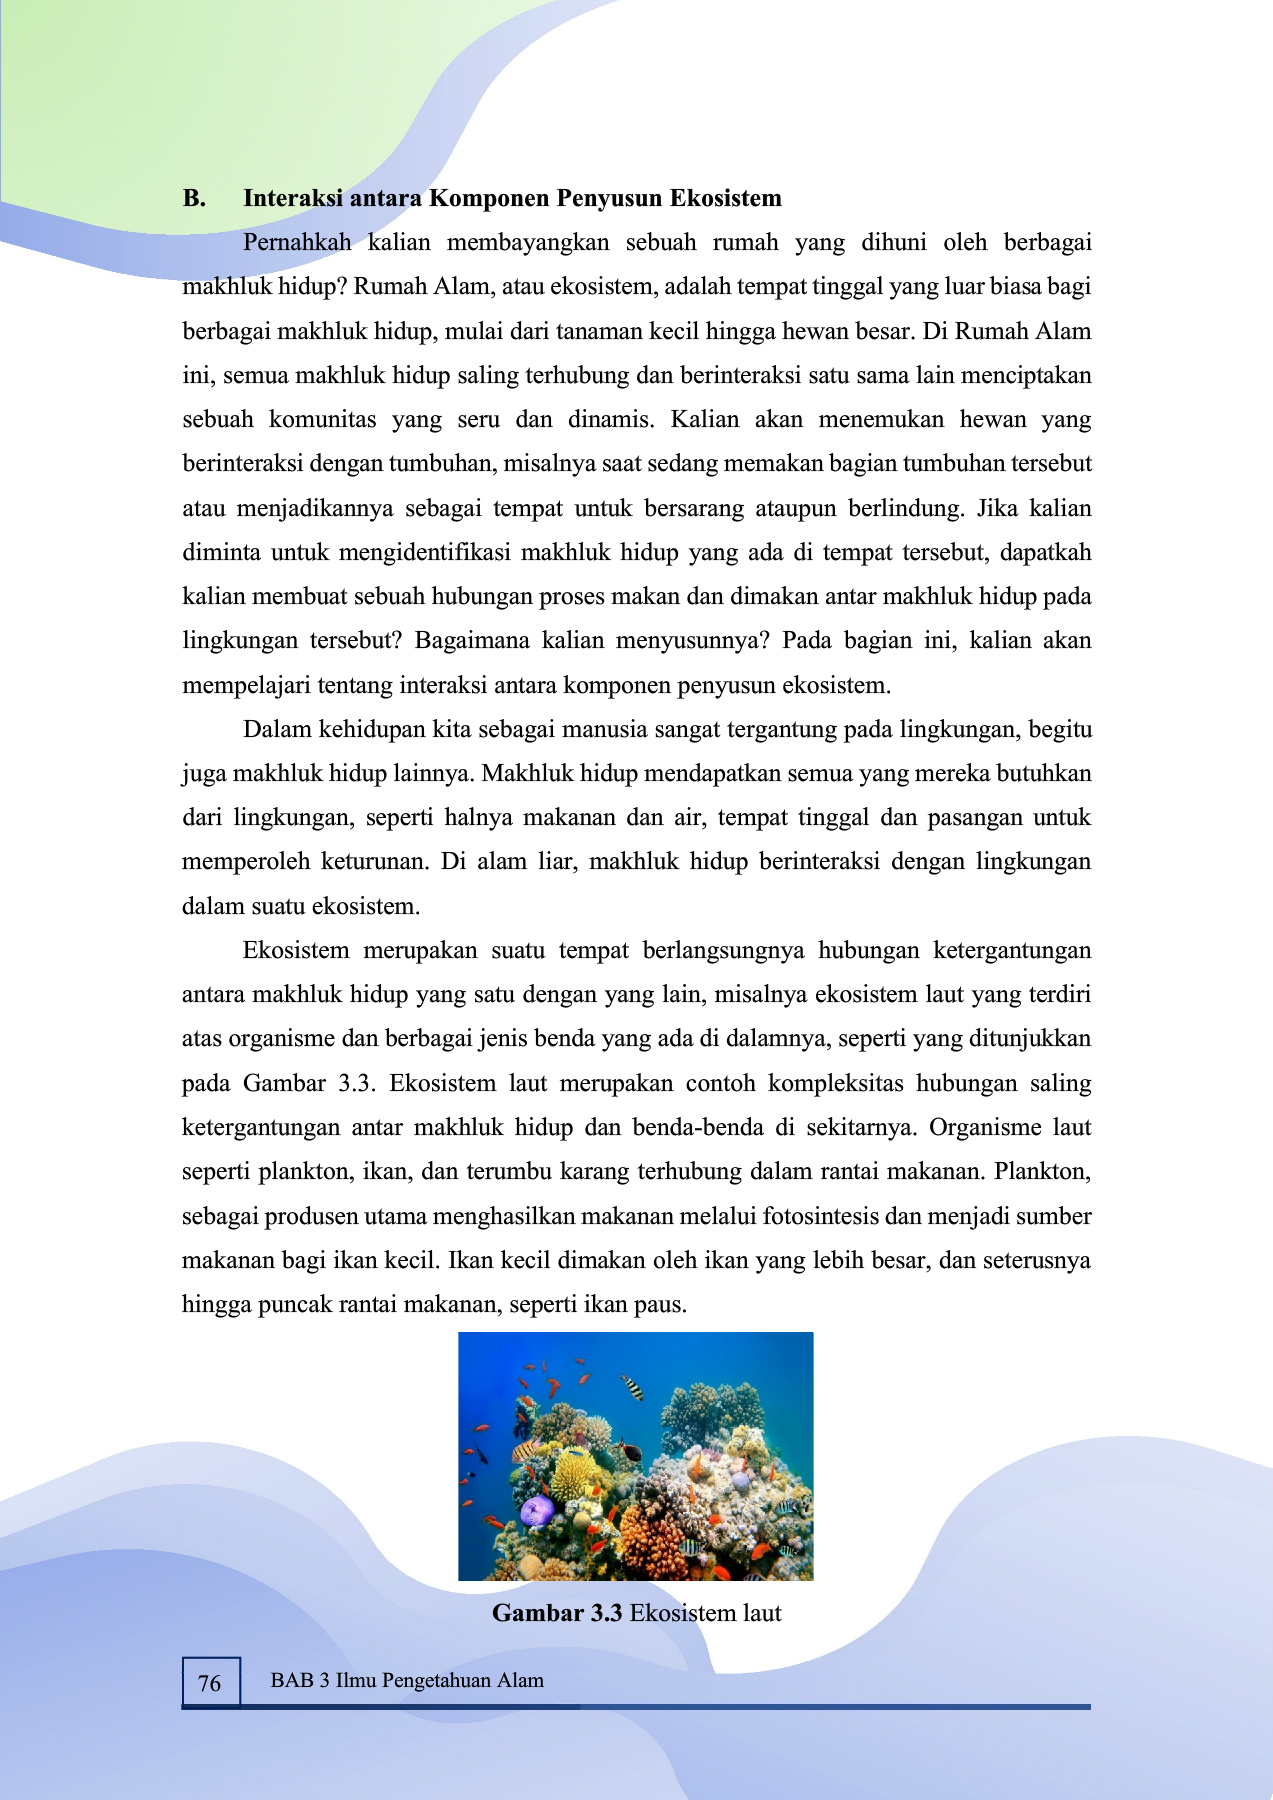 B. Interaksi antara Komponen Penyusun Ekosistem
Pernahkah kalian membayangkan sebuah rumah yang dihuni oleh berbagai
makhluk hidup? Rumah Alam, atau ekosistem, adalah tempat tinggal yang luar biasa bagi
berbagai makhluk hidup, mulai dari tanaman kecil hingga hewan besar. Di Rumah Alam
ini, semua makhluk hidup saling terhubung dan berinteraksi satu sama lain menciptakan
sebuah komunitas yang seru dan dinamis. Kalian akan menemukan hewan yang
berinteraksi dengan tumbuhan, misalnya saat sedang memakan bagian tumbuhan tersebut
atau menjadikannya sebagai tempat untuk bersarang ataupun berlindung. Jika kalian
diminta untuk mengidentifikasi makhluk hidup yang ada di tempat tersebut, dapatkah
kalian membuat sebuah hubungan proses makan dan dimakan antar makhluk hidup pada
lingkungan tersebut? Bagaimana kalian menyusunnya? Pada bagian ini, kalian akan
mempelajari tentang interaksi antara komponen penyusun ekosistem.
Dalam kehidupan kita sebagai manusia sangat tergantung pada lingkungan, begitu
juga makhluk hidup lainnya. Makhluk hidup mendapatkan semua yang mereka butuhkan
dari lingkungan, seperti halnya makanan dan air, tempat tinggal dan pasangan untuk
memperoleh keturunan. Di alam liar, makhluk hidup berinteraksi dengan lingkungan
dalam suatu ekosistem.
Ekosistem merupakan suatu tempat berlangsungnya hubungan ketergantungan
antara makhluk hidup yang satu dengan yang lain, misalnya ekosistem laut yang terdiri
atas organisme dan berbagai jenis benda yang ada di dalamnya, seperti yang ditunjukkan
pada Gambar 3.3. Ekosistem laut merupakan contoh kompleksitas hubungan saling
ketergantungan antar makhluk hidup dan benda-benda di sekitarnya. Organisme laut
seperti plankton, ikan, dan terumbu karang terhubung dalam rantai makanan. Plankton,
sebagai produsen utama menghasilkan makanan melalui fotosintesis dan menjadi sumber
makanan bagi ikan kecil. Ikan kecil dimakan oleh ikan yang lebih besar, dan seterusnya
hingga puncak rantai makanan, seperti ikan paus.
Gambar 3.3 Ekosistem laut
76 BAB 3 Ilmu Pengetahuan Alam